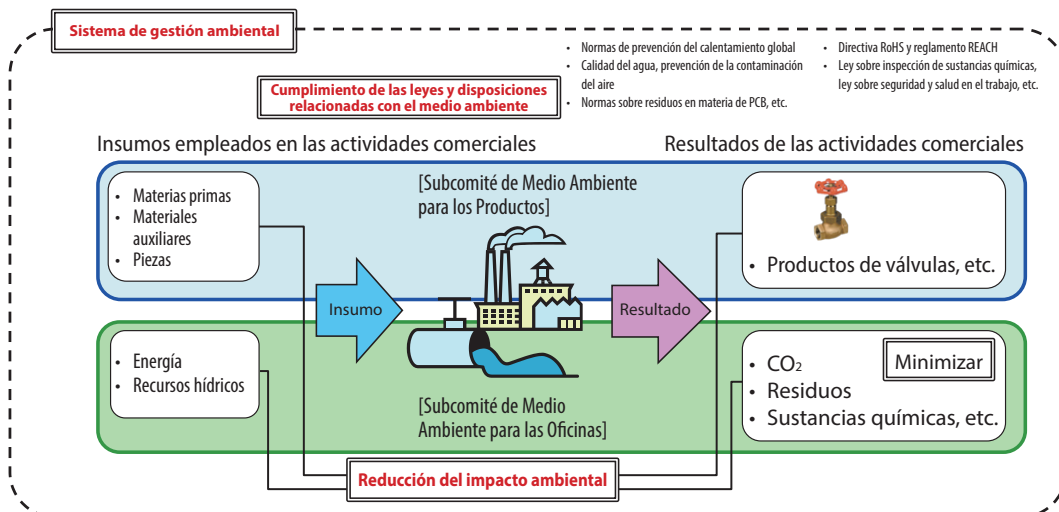 Sistema de gestión ambiental
• Normas de prevención del calentamiento global
• Calidad del agua, prevención de la contaminación
del aire
• Normas sobre residuos en materia de PCB, etc.
• Directiva RoHS y reglamento REACH
• Ley sobre inspección de sustancias químicas,
ley sobre seguridad y salud en el trabajo, etc.
Cumplimiento de las leyes y disposiciones
relacionadas con el medio ambiente
Insumos empleados en las actividades comerciales
Resultados de las actividades comerciales
• Materias primas
• Materiales
auxiliares
• Piezas
[Subcomité de Medio Ambiente
para los Productos]
• Productos de válvulas, etc.
Insumo
Resultado
• Energía
• Recursos hídricos
[Subcomité de Medio
Ambiente para las Oficinas]
Minimizar
• CO₂
• Residuos
• Sustancias químicas, etc.
Reducción del impacto ambiental